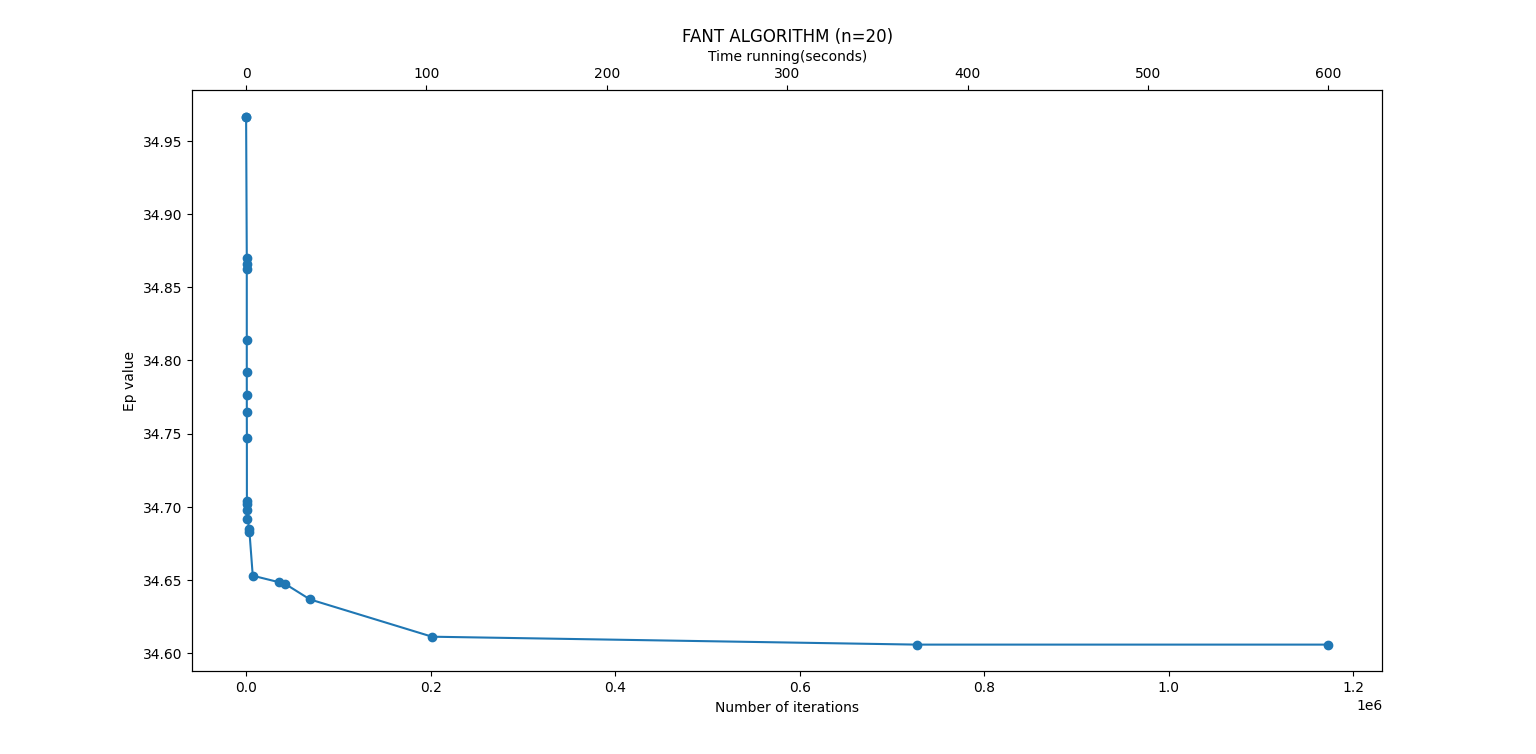 FANT ALGORITHM (n=20)
Time running(seconds)
0 100 200 300 400 500 600
34.95
34.90
34.85
34.80
34.75
34.70
34.65
34.60
Ep value
0.0 0.2 0.4 0.6 0.8 1.0 1.2
1e6
Number of iterations